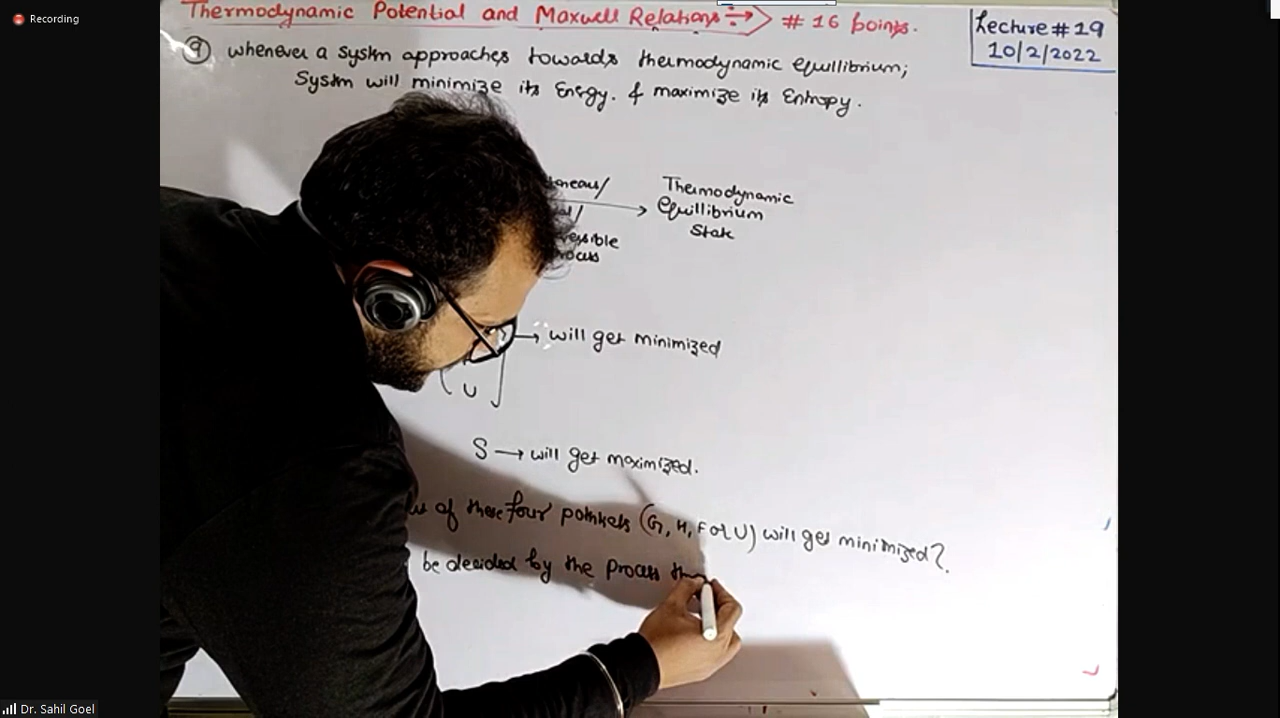 Recording
Thermodynamic Potential and Maxwell Relations # 16 points.
Lecture # 19
10/2/2022
9 whenever a system approaches towards thermodynamic equillibrium;
System will minimize its Energy. & maximize its Entropy.
Thermodynamic
equillibrium
State
→ will get minimized
U
S → will get maximized.
of these four potentials (G, H, F or U) will get minimized?
be decided by the Process
Dr. Sahil Goel